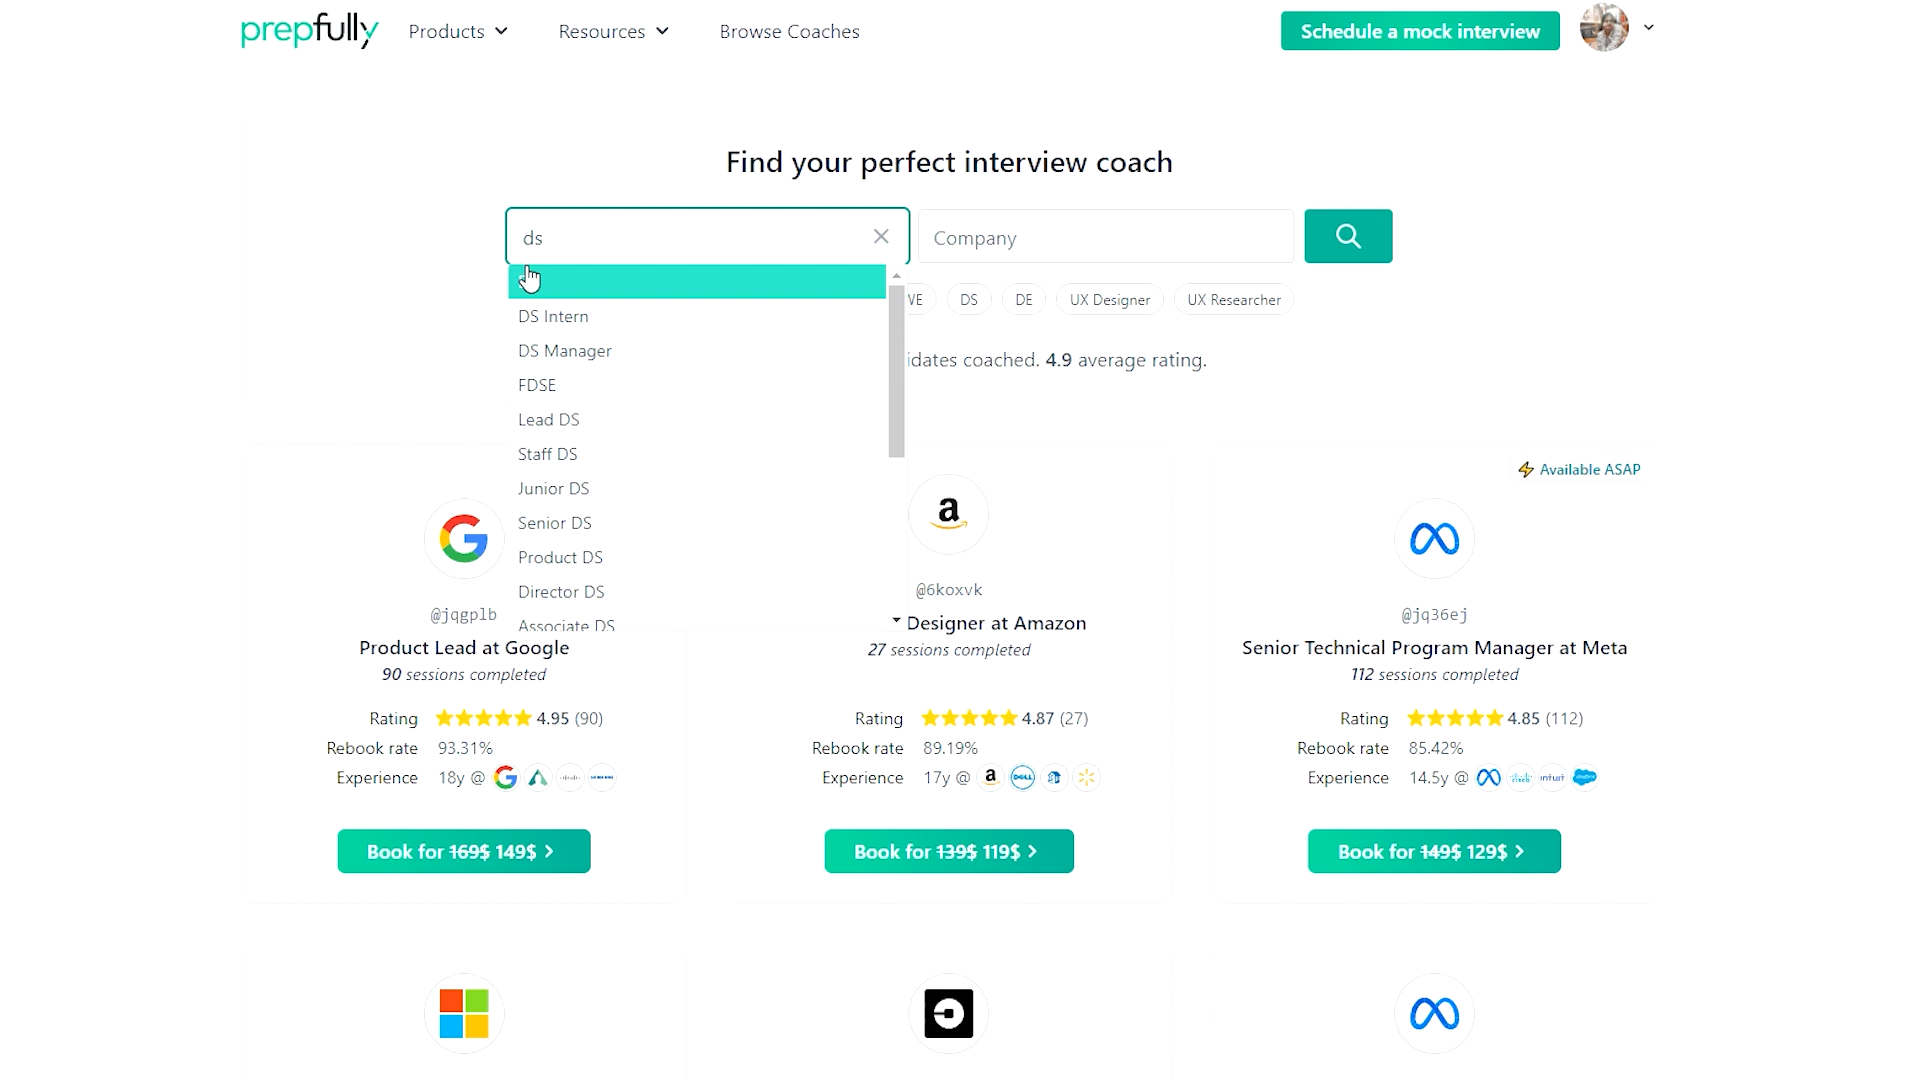 prepfully
Products
Resources
Browse Coaches
Schedule a mock interview
Find your perfect interview coach
ds
Company
DS Intern
DS Manager
FDSE
Lead DS
Staff DS
Junior DS
Senior DS
Product DS
Director DS
Associate DS
DS
DE
UX Designer
UX Researcher
coached. 4.9 average rating.
@jqgplb
Product Lead at Google
90 sessions completed
Rating 4.95 (90)
Rebook rate 93.31%
Experience 18y @
Book for 169$ 149$
a
@6koxvk
Designer at Amazon
27 sessions completed
Rating 4.87 (27)
Rebook rate 89.19%
Experience 17y @ a DELL
Book for 139$ 119$
Available ASAP
@jq36ej
Senior Technical Program Manager at Meta
112 sessions completed
Rating 4.85 (112)
Rebook rate 85.42%
Experience 14.5y @ cisco intuit
Book for 149$ 129$